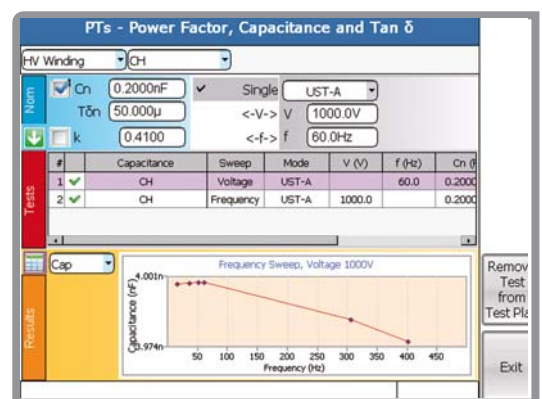 PTs - Power Factor, Capacitance and Tan δ
HV Winding CH
Nom
Cn 0.2000nF Single UST-A
Tδn 50.000µ <-V-> V 1000.0V
k 0.4100 <-f-> f 60.0Hz
Tests
# Capacitance Sweep Mode V (V) f (Hz) Cn (F
1 CH Voltage UST-A 60.0 0.2000
2 CH Frequency UST-A 1000.0 0.2000
Results
Cap
Frequency Sweep, Voltage 1000V
Capacitance (nF)
4.001n
3.974n
50 100 150 200 250 300 350 400 450
Frequency (Hz)
Remov
Test
from
Test Pla
Exit